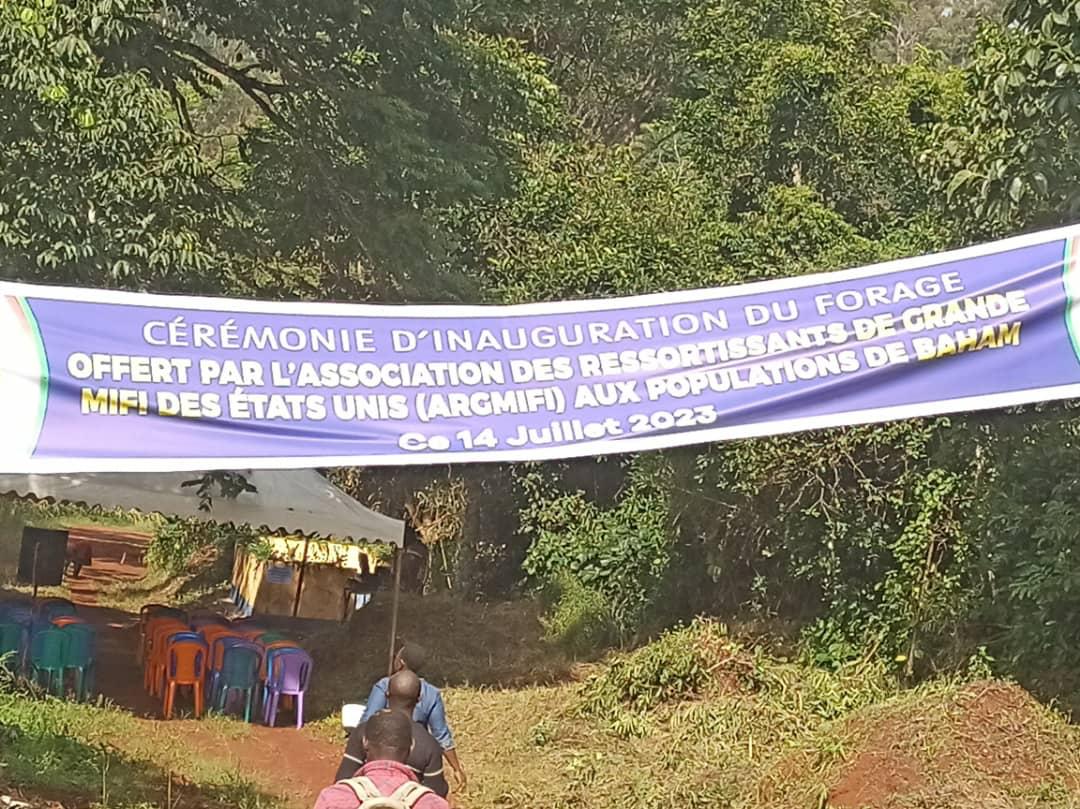 CÉRÉMONIE D'INAUGURATION DU FORAGE
OFFERT PAR L'ASSOCIATION DES RESSORTISSANTS DE GRANDE
MIFI DES ÉTATS UNIS (ARGMIFI) AUX POPULATIONS DE BAHAM
Ce 14 Juillet 2023